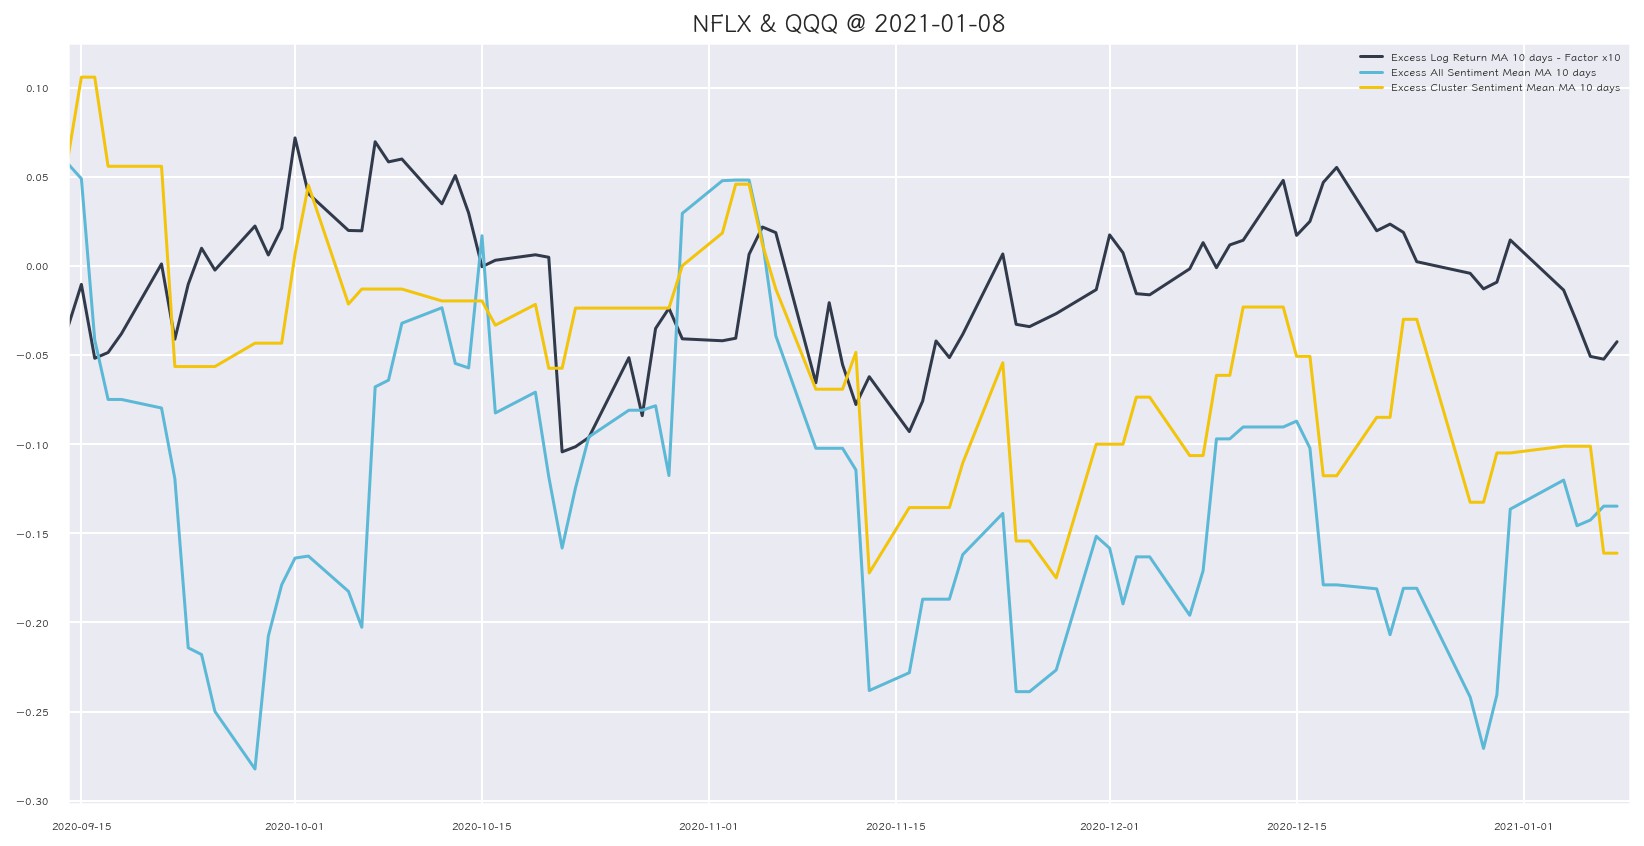 NFLX & QQQ @ 2021-01-08
Excess Log Return MA 10 days - Factor x10
Excess All Sentiment Mean MA 10 days
Excess Cluster Sentiment Mean MA 10 days
0.10
0.05
0.00
−0.05
−0.10
−0.15
−0.20
−0.25
−0.30
2020-09-15 2020-10-01 2020-10-15 2020-11-01 2020-11-15 2020-12-01 2020-12-15 2021-01-01